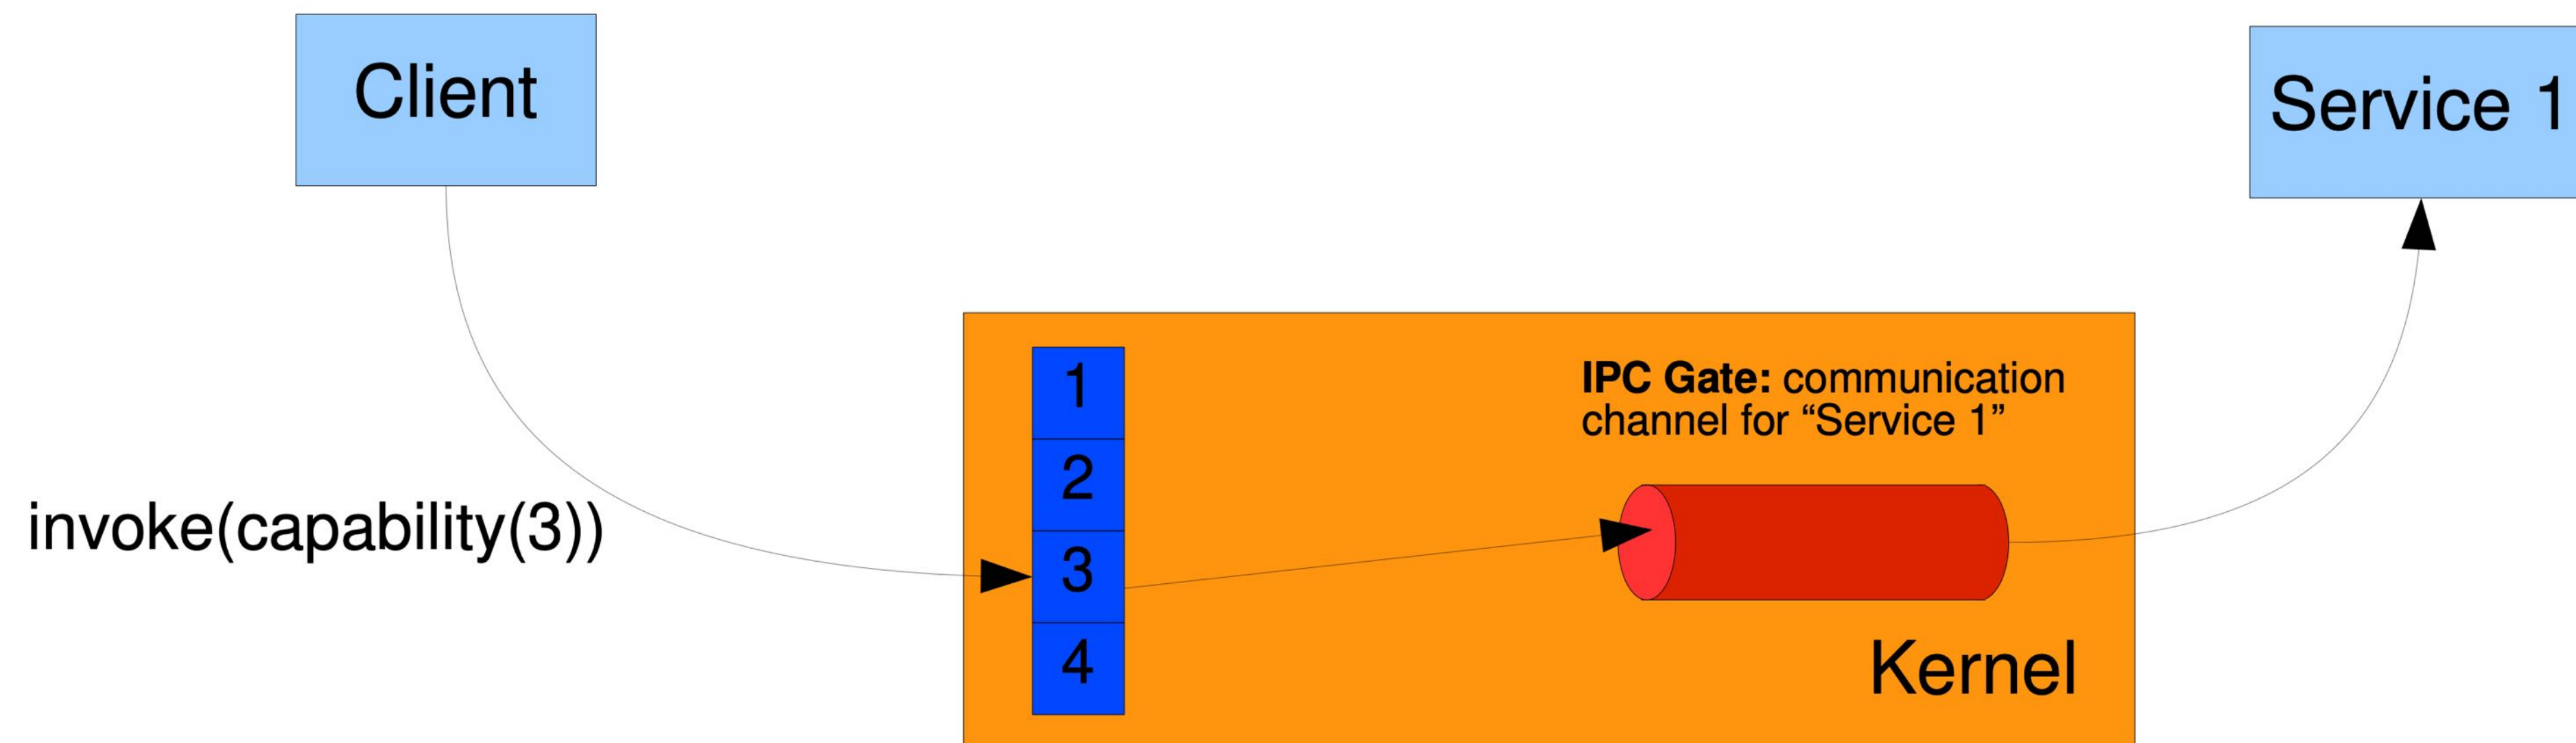 Client
Service 1
1
IPC Gate: communication
channel for “Service 1”
2
invoke(capability(3))
3
4
Kernel